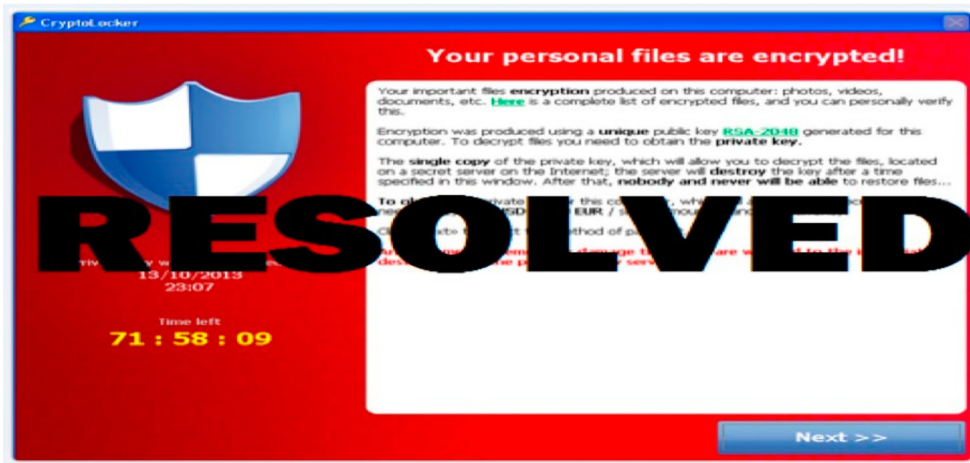 CryptoLocker
Your personal files are encrypted!
Your important files encryption produced on this computer: photos, videos,
documents, etc. Here is a complete list of encrypted files, and you can personally verify
this.
Encryption was produced using a unique public key RSA-2048 generated for this
computer. To decrypt files you need to obtain the private key.
The single copy of the private key, which will allow you to decrypt the files, located
on a secret server on the Internet; the server will destroy the key after a time
specified in this window. After that, nobody and never will be able to restore files...
To
this
EUR /
RESOLVED
13/10/2013
23:07
Time left
71 : 58 : 09
Next >>